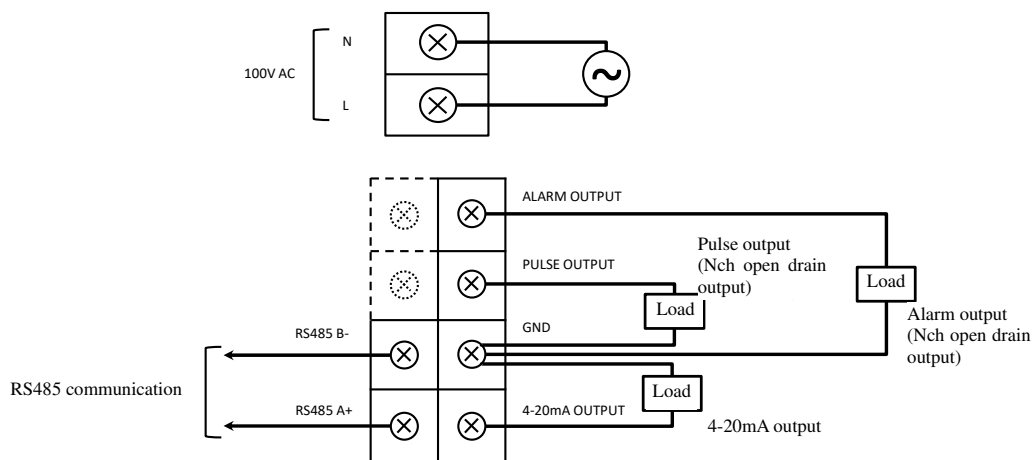 N
100V AC
L
ALARM OUTPUT
Pulse output
(Nch open drain
output)
PULSE OUTPUT
Load
Load
Alarm output
(Nch open drain
output)
GND
RS485 B-
RS485 communication
Load
RS485 A+
4-20mA OUTPUT
4-20mA output